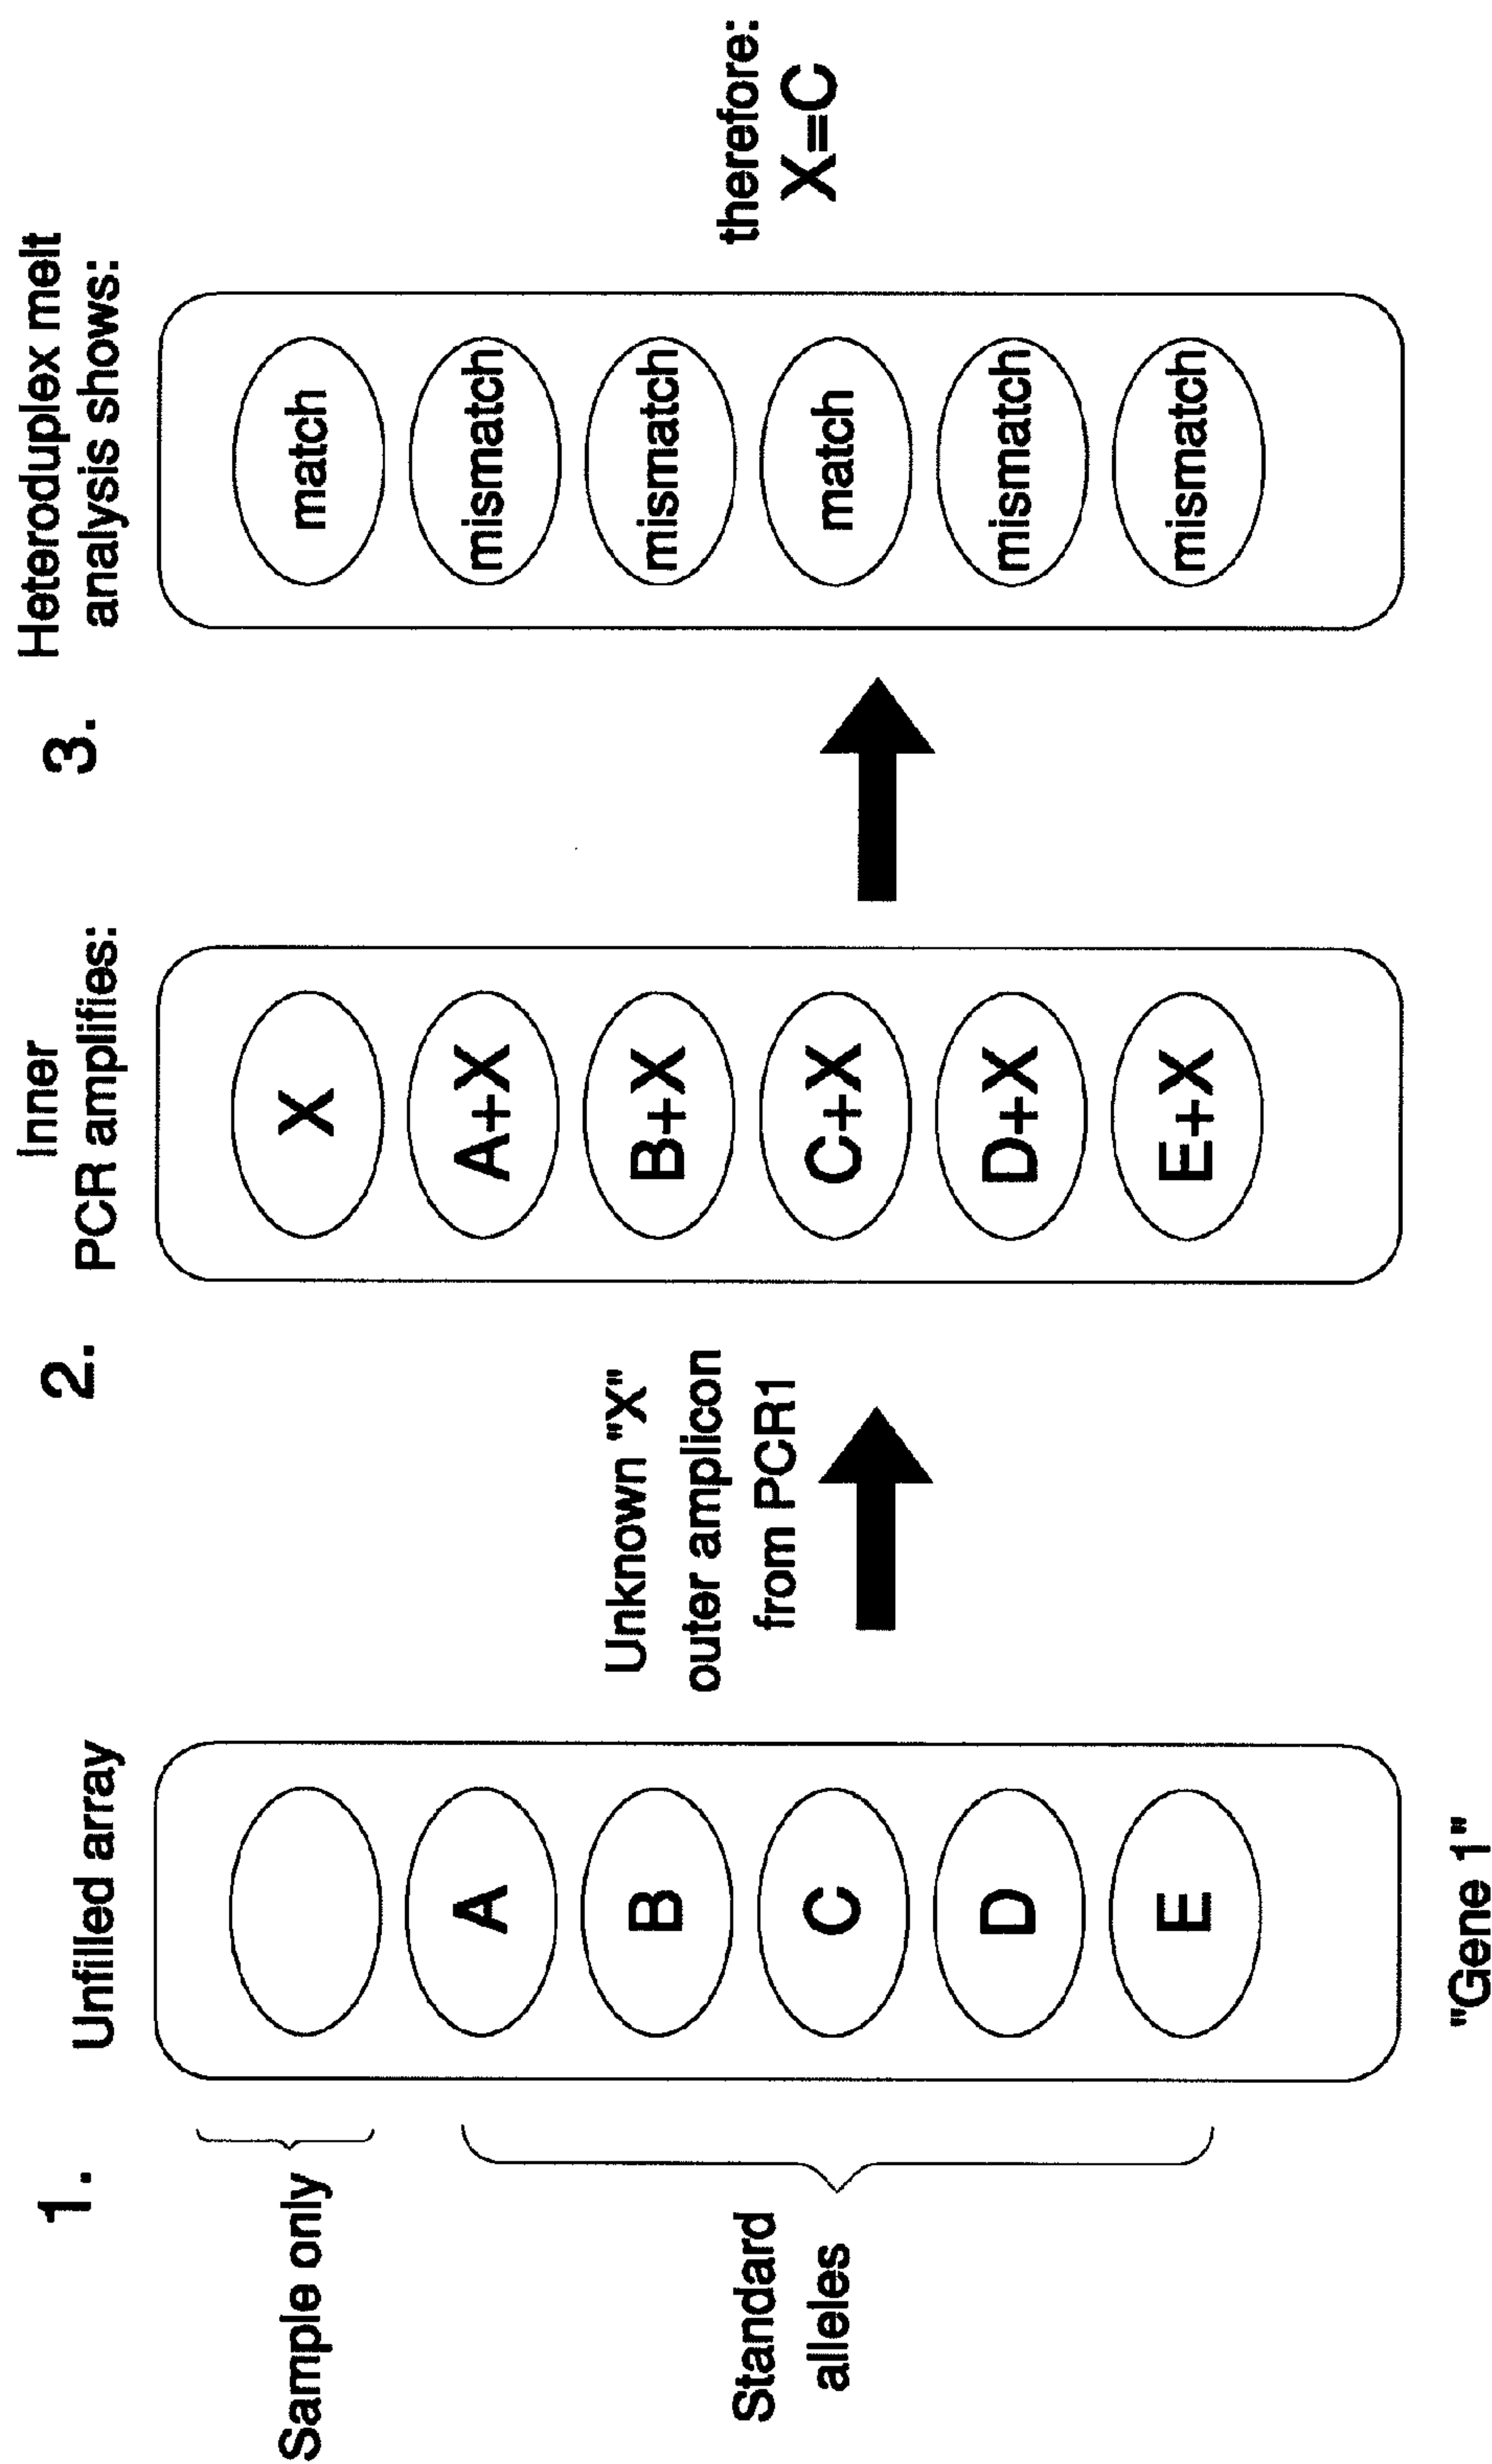 1.
Unfilled array
Sample only
Standard
alleles
A
B
C
D
E
"Gene 1"
Unknown "X"
outer amplicon
from PCR1
2.
Inner
PCR amplifies:
X
A+X
B+X
C+X
D+X
E+X
3.
Heteroduplex melt
analysis shows:
match
mismatch
mismatch
match
mismatch
mismatch
therefore:
X=C